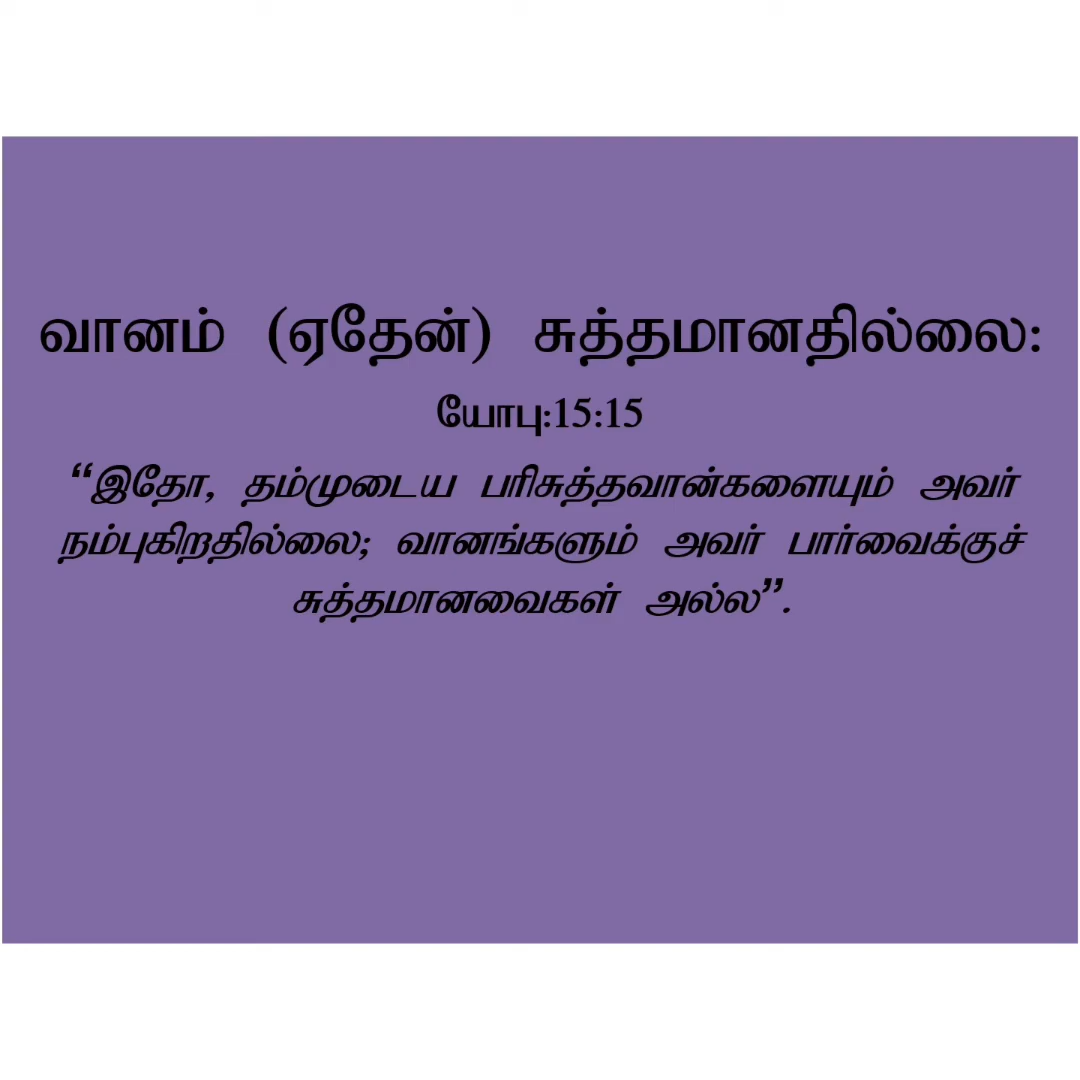 வானம் (ஏதேன்) சுத்தமானதில்லை:
யோபு:15:15
“இதோ, தம்முடைய பரிசுத்தவான்களையும் அவர்
நம்புகிறதில்லை; வானங்களும் அவர் பார்வைக்குச்
சுத்தமானவைகள் அல்ல”.